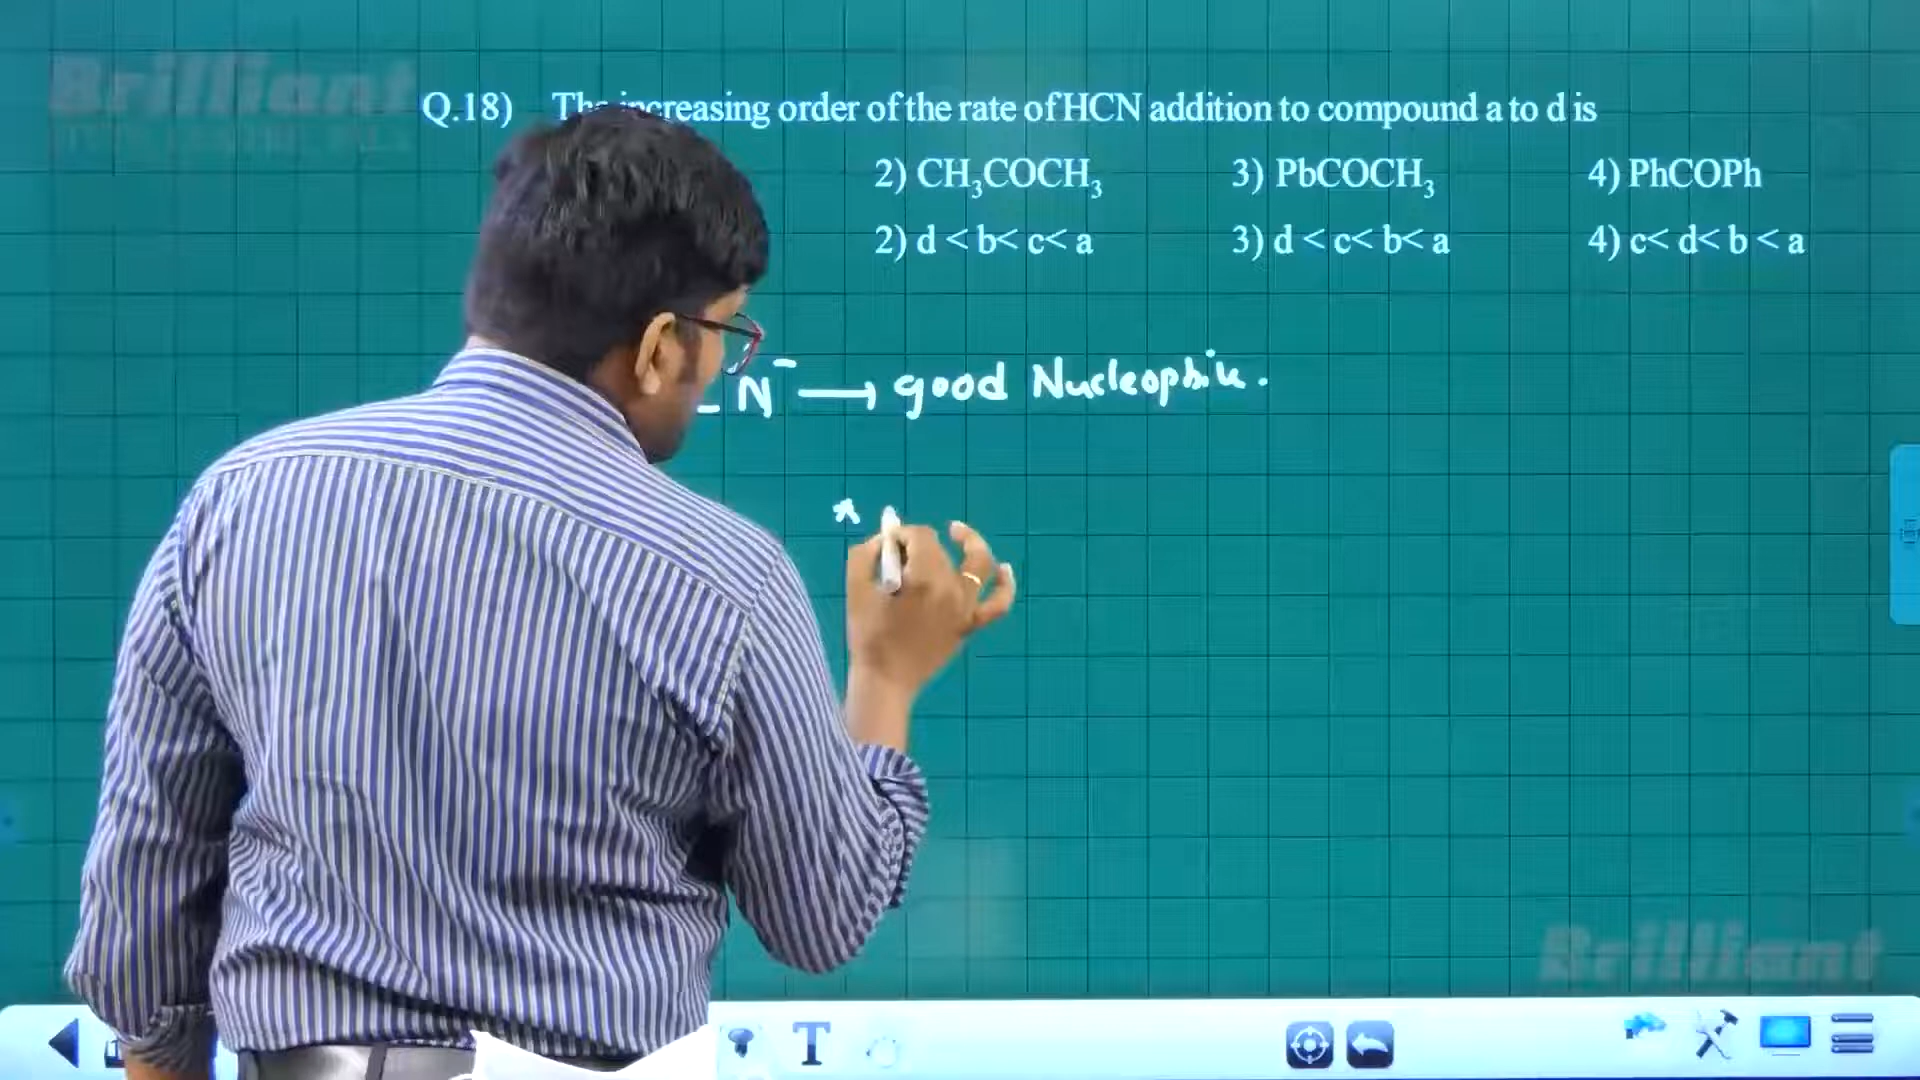 Brilliant
Q.18) The increasing order of the rate of HCN addition to compound a to d is
2) CH₃COCH₃ 3) PbCOCH₃ 4) PhCOPh
2) d < b< c< a 3) d < c< b< a 4) c< d< b < a
N⁻ → good Nucleophile.
*
Brilliant
T